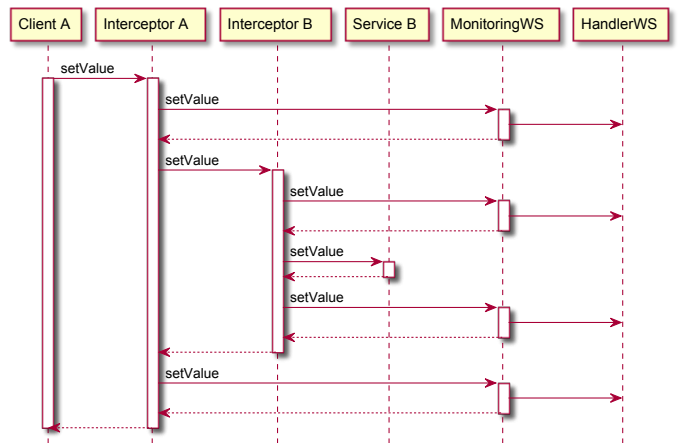 Client A
Interceptor A
Interceptor B
Service B
MonitoringWS
HandlerWS
setValue
setValue
setValue
setValue
setValue
setValue
setValue